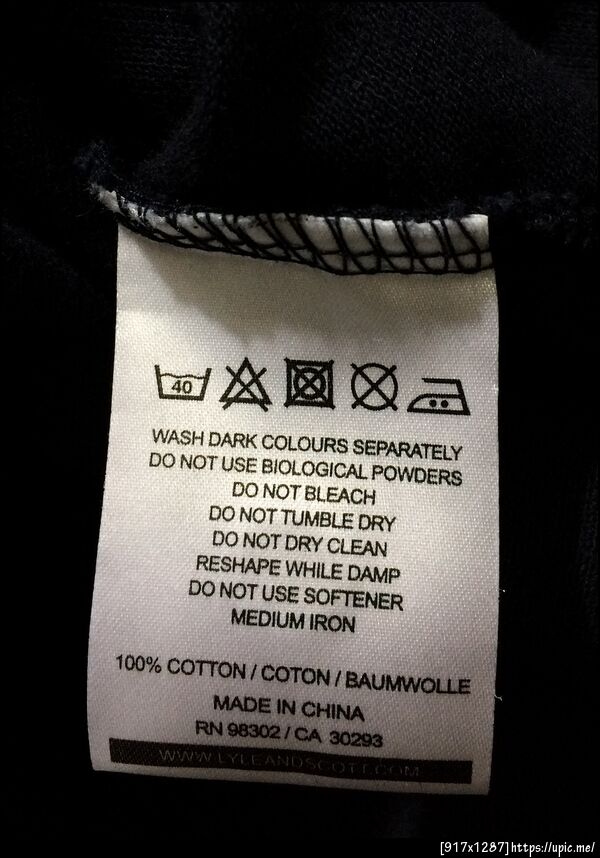 40
WASH DARK COLOURS SEPARATELY
DO NOT USE BIOLOGICAL POWDERS
DO NOT BLEACH
DO NOT TUMBLE DRY
DO NOT DRY CLEAN
RESHAPE WHILE DAMP
DO NOT USE SOFTENER
MEDIUM IRON
100% COTTON / COTON / BAUMWOLLE
MADE IN CHINA
RN 98302 / CA 30293
WWW.LYLEANDSCOTT.COM
[917x1287]https://upic.me/